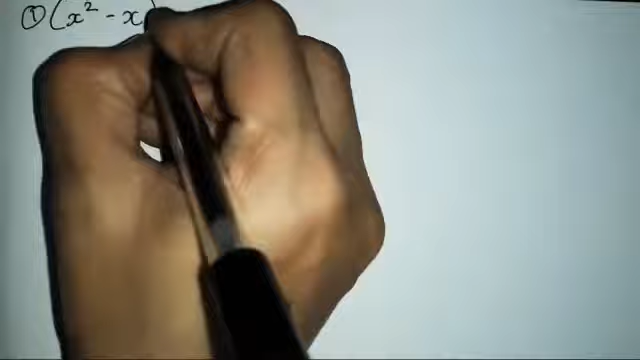 ① (x² - x)